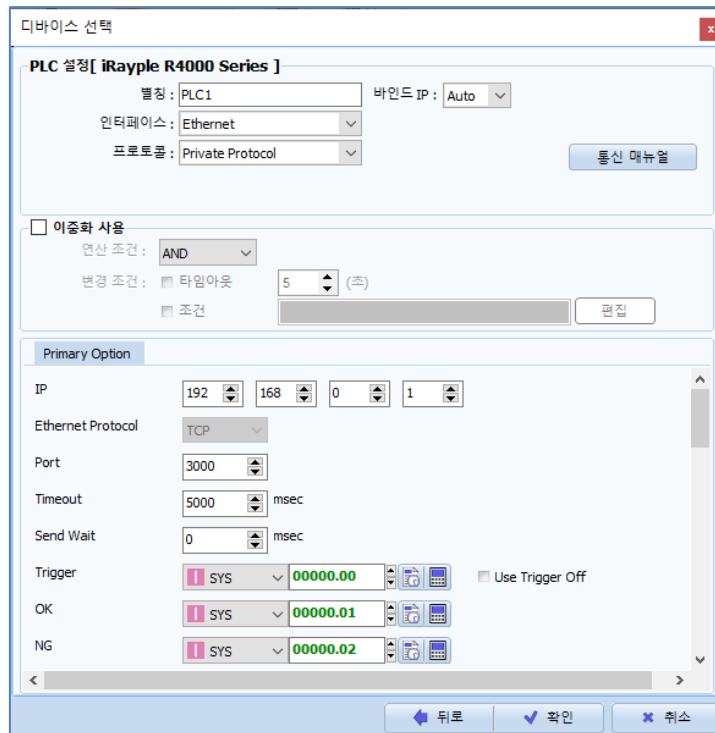 디바이스 선택
PLC 설정[ iRayple R4000 Series ]
별칭 : PLC1 바인드 IP : Auto
인터페이스 : Ethernet
프로토콜 : Private Protocol
통신 매뉴얼
이중화 사용
연산 조건 : AND
변경 조건 : 타임아웃 5 (초)
조건 편집
Primary Option
IP 192 168 0 1
Ethernet Protocol TCP
Port 3000
Timeout 5000 msec
Send Wait 0 msec
Trigger I SYS 00000.00 Use Trigger Off
OK I SYS 00000.01
NG I SYS 00000.02
뒤로 확인 취소